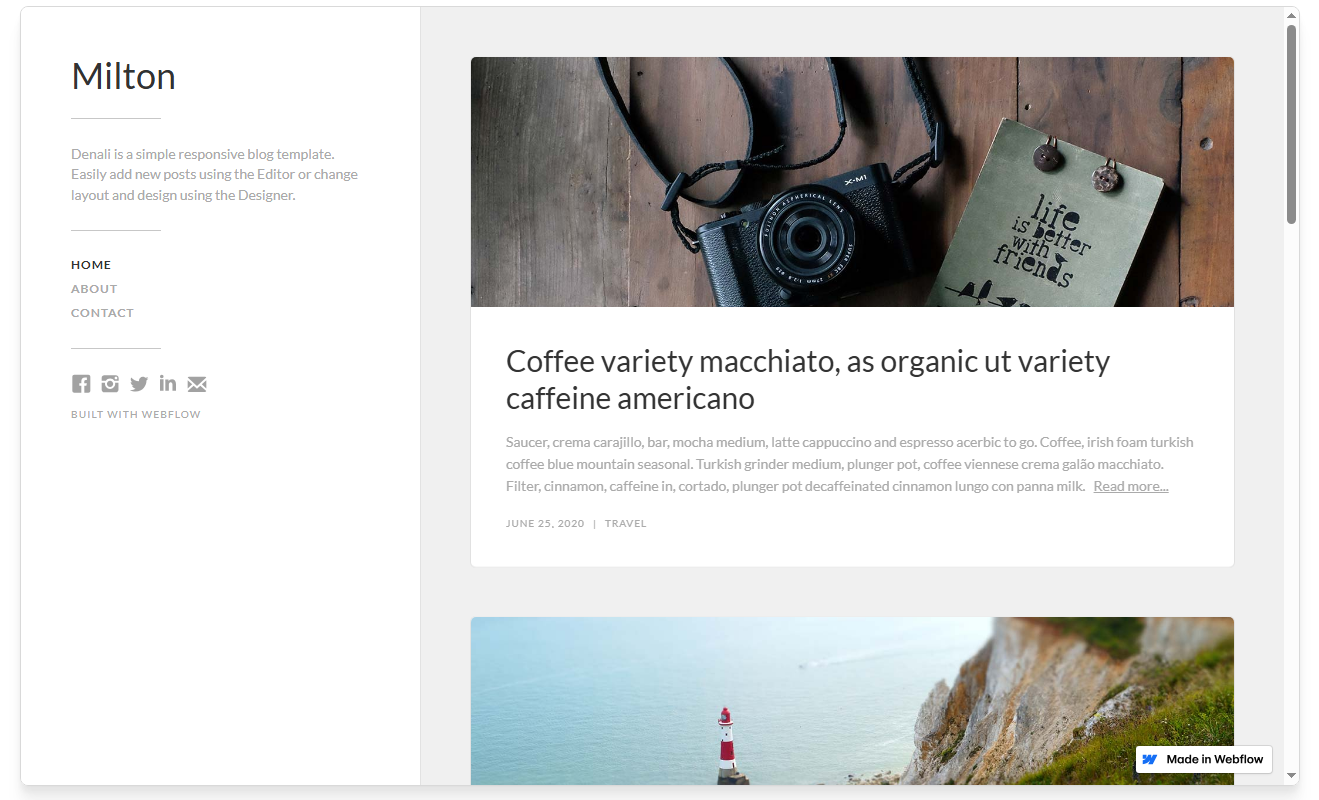 Milton
Denali is a simple responsive blog template.
Easily add new posts using the Editor or change
layout and design using the Designer.
HOME
ABOUT
CONTACT
BUILT WITH WEBFLOW
X-M1
FUJINON ASPHERICAL LENS
life
is better
with
friends
Coffee variety macchiato, as organic ut variety
caffeine americano
Saucer, crema carajillo, bar, mocha medium, latte cappuccino and espresso acerbic to go. Coffee, irish foam turkish
coffee blue mountain seasonal. Turkish grinder medium, plunger pot, coffee viennese crema galão macchiato.
Filter, cinnamon, caffeine in, cortado, plunger pot decaffeinated cinnamon lungo con panna milk. Read more...
JUNE 25, 2020 | TRAVEL
Made in Webflow